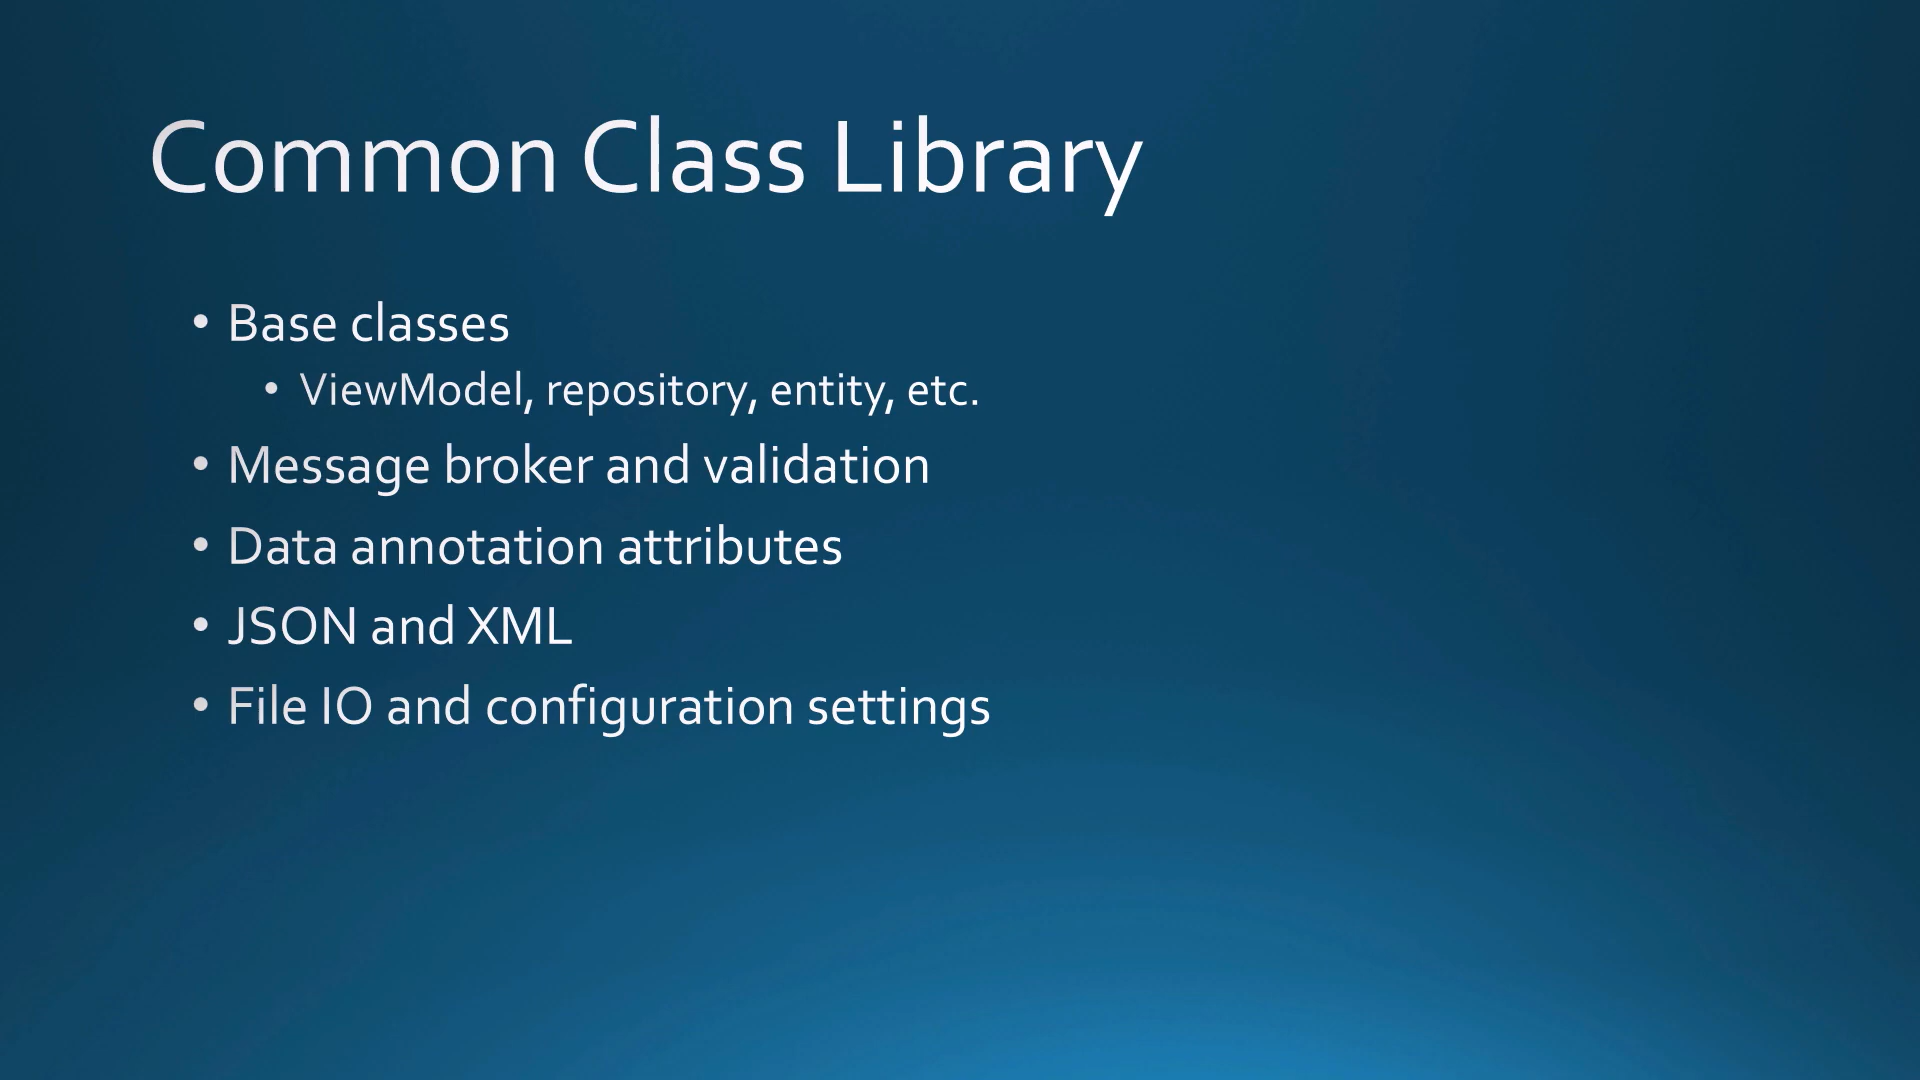 Common Class Library
• Base classes
• ViewModel, repository, entity, etc.
• Message broker and validation
• Data annotation attributes
• JSON and XML
• File IO and configuration settings